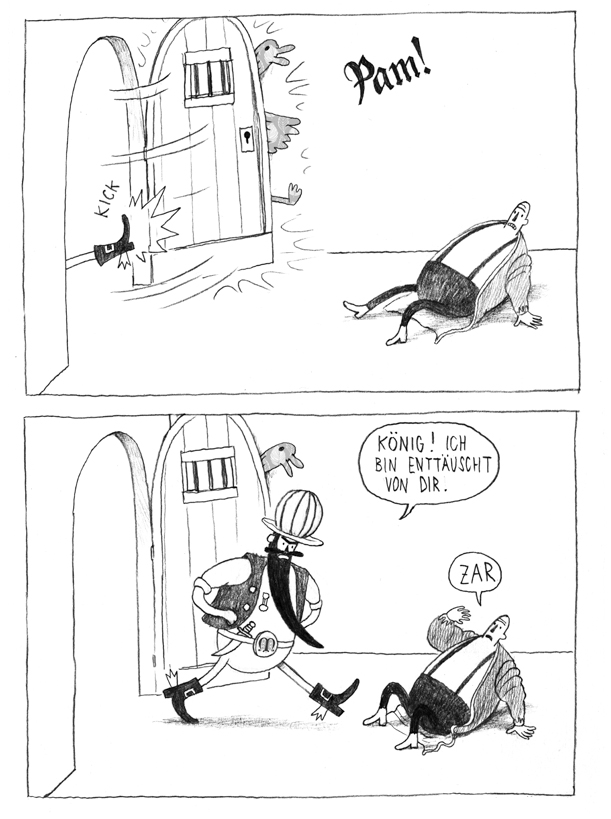 Pam!
KICK
KÖNIG! ICH
BIN ENTTÄUSCHT
VON DIR.
ZAR